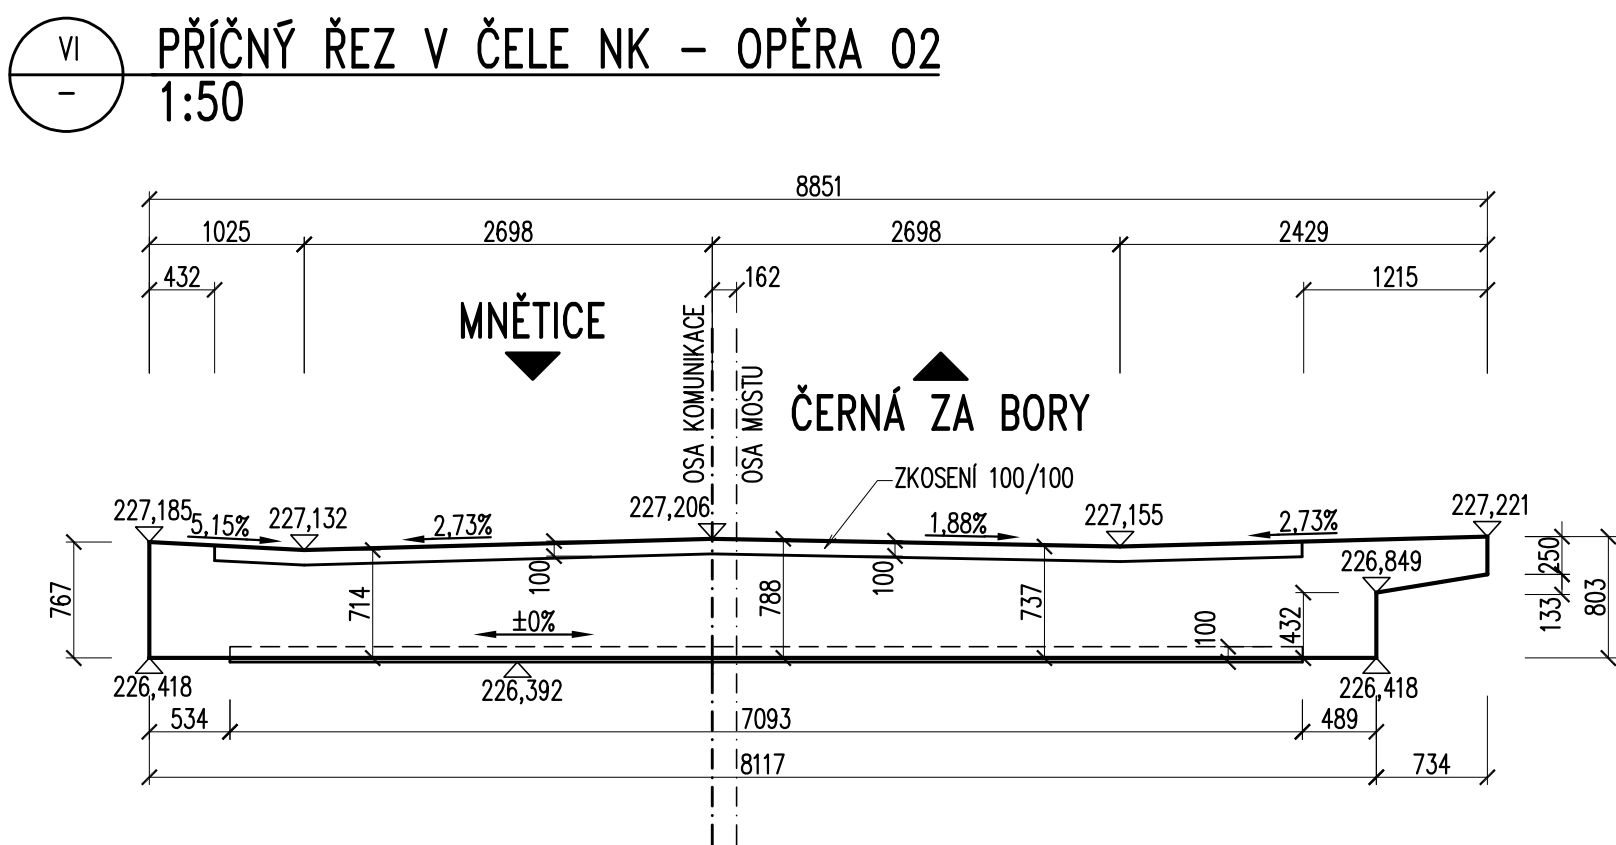 VI
PŘÍČNÝ ŘEZ V ČELE NK – OPĚRA O2
–
1:50
8851
1025 2698 2698 2429
432 162 1215
MNĚTICE
OSA KOMUNIKACE
OSA MOSTU
ČERNÁ ZA BORY
ZKOSENÍ 100/100
227,185 5,15% 227,132 2,73% 227,206 1,88% 227,155 2,73% 227,221
226,849
767 714 100 788 100 737 100 432 133 250 803
±0%
226,418 226,392 226,418
534 7093 489
8117 734